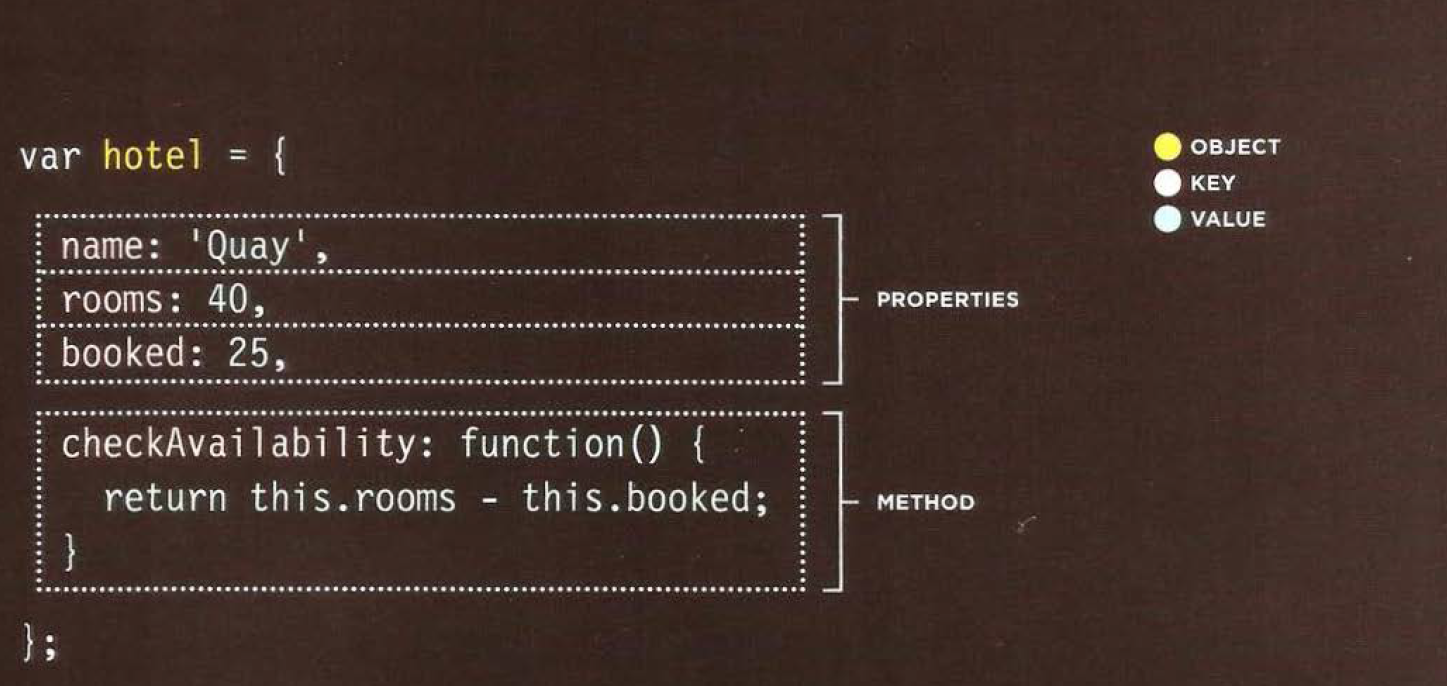 var hotel = {
name: 'Quay',
rooms: 40,
booked: 25,
checkAvailability: function() {
return this.rooms - this.booked;
}
};
OBJECT
KEY
VALUE
PROPERTIES
METHOD